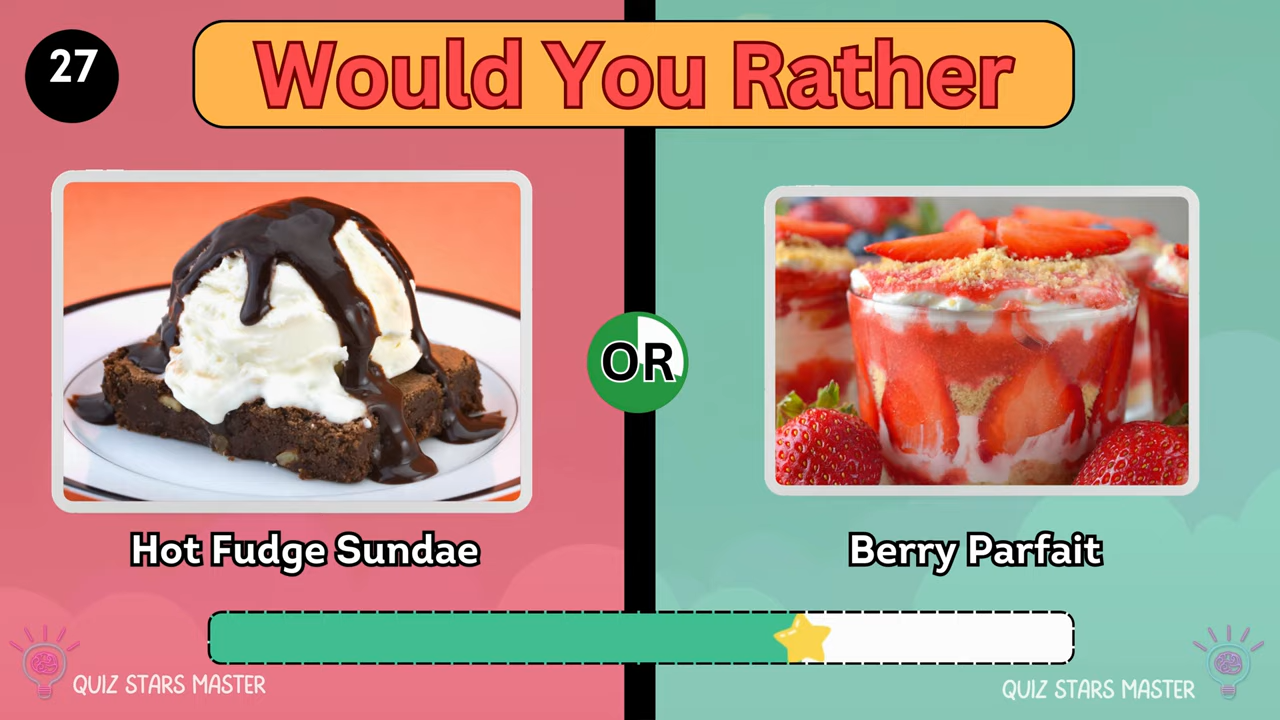 27
Would You Rather
OR
Hot Fudge Sundae
Berry Parfait
QUIZ STARS MASTER
QUIZ STARS MASTER